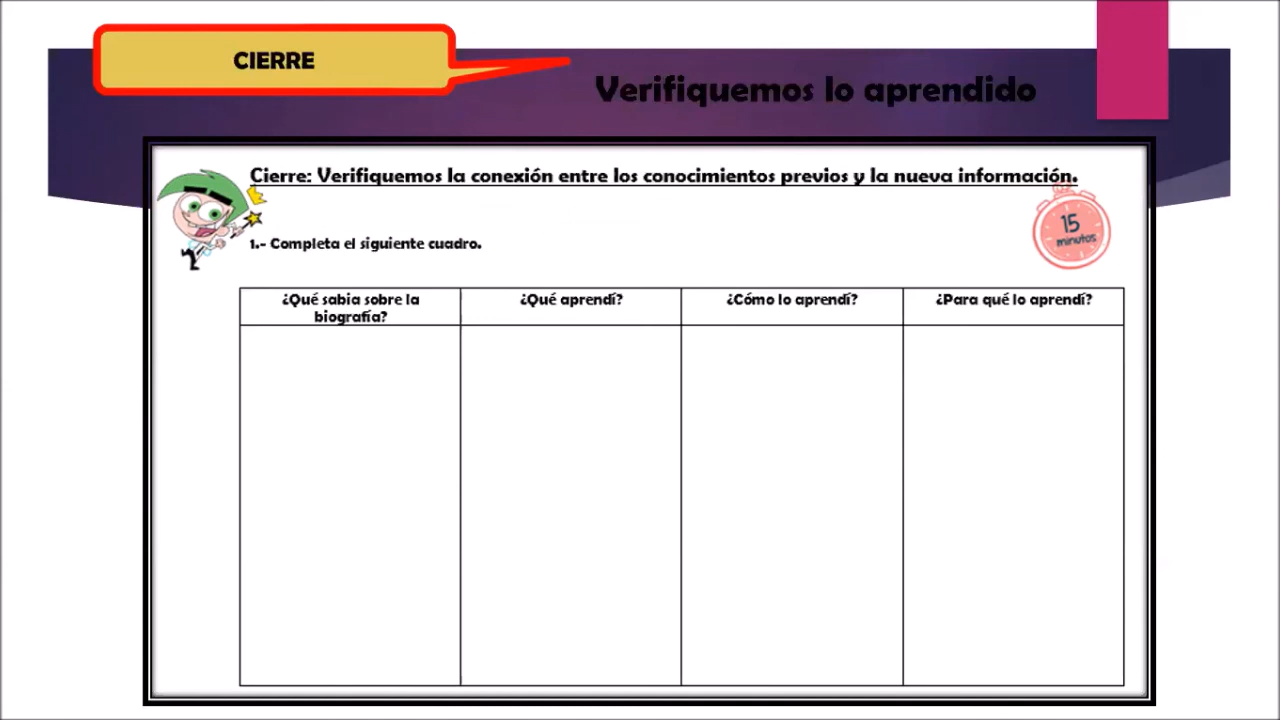 CIERRE
Verifiquemos lo aprendido
Cierre: Verifiquemos la conexión entre los conocimientos previos y la nueva información.
15
minutos
1.- Completa el siguiente cuadro.
¿Qué sabia sobre la
biografía?
¿Qué aprendí?
¿Cómo lo aprendí?
¿Para qué lo aprendí?